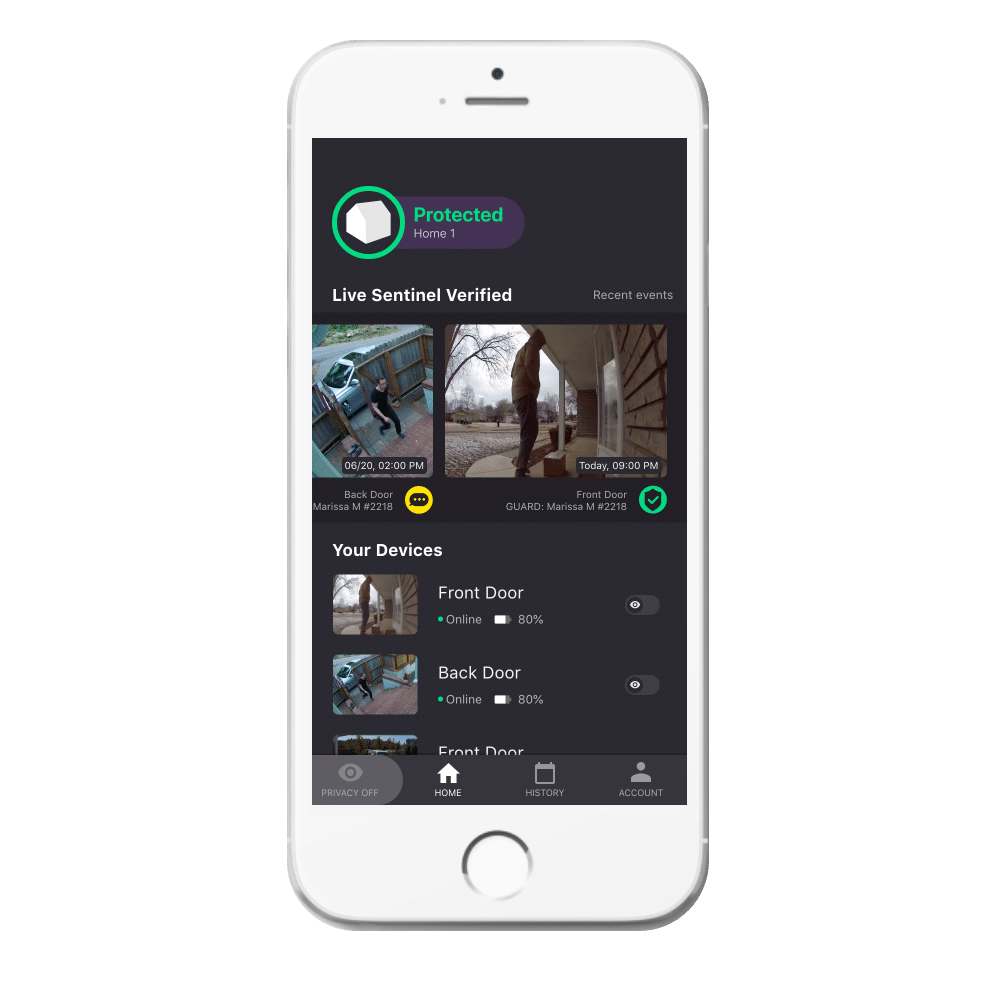 Protected
Home 1
Live Sentinel Verified
Recent events
06/20, 02:00 PM
Today, 09:00 PM
Back Door
Marissa M #2218
Front Door
GUARD: Marissa M #2218
Your Devices
Front Door
Online 80%
Back Door
Online 80%
Front Door
PRIVACY OFF
HOME
HISTORY
ACCOUNT